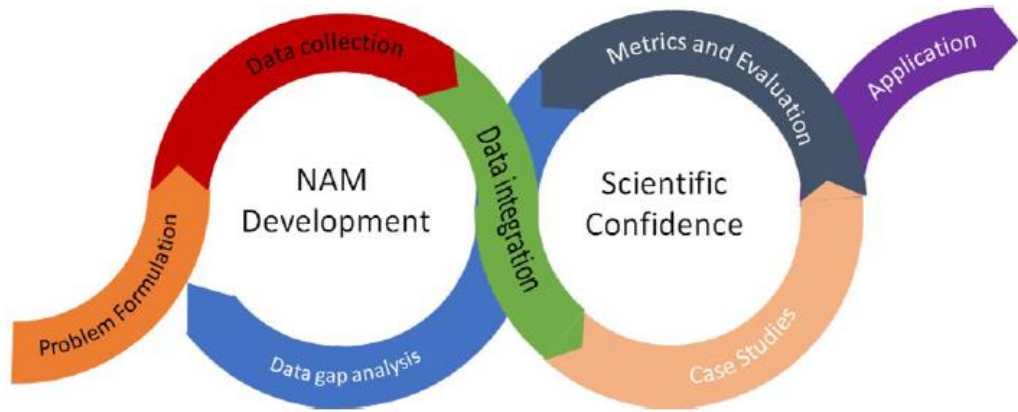 Problem Formulation
Data collection
Data integration
Data gap analysis
NAM
Development
Scientific
Confidence
Metrics and Evaluation
Case Studies
Application